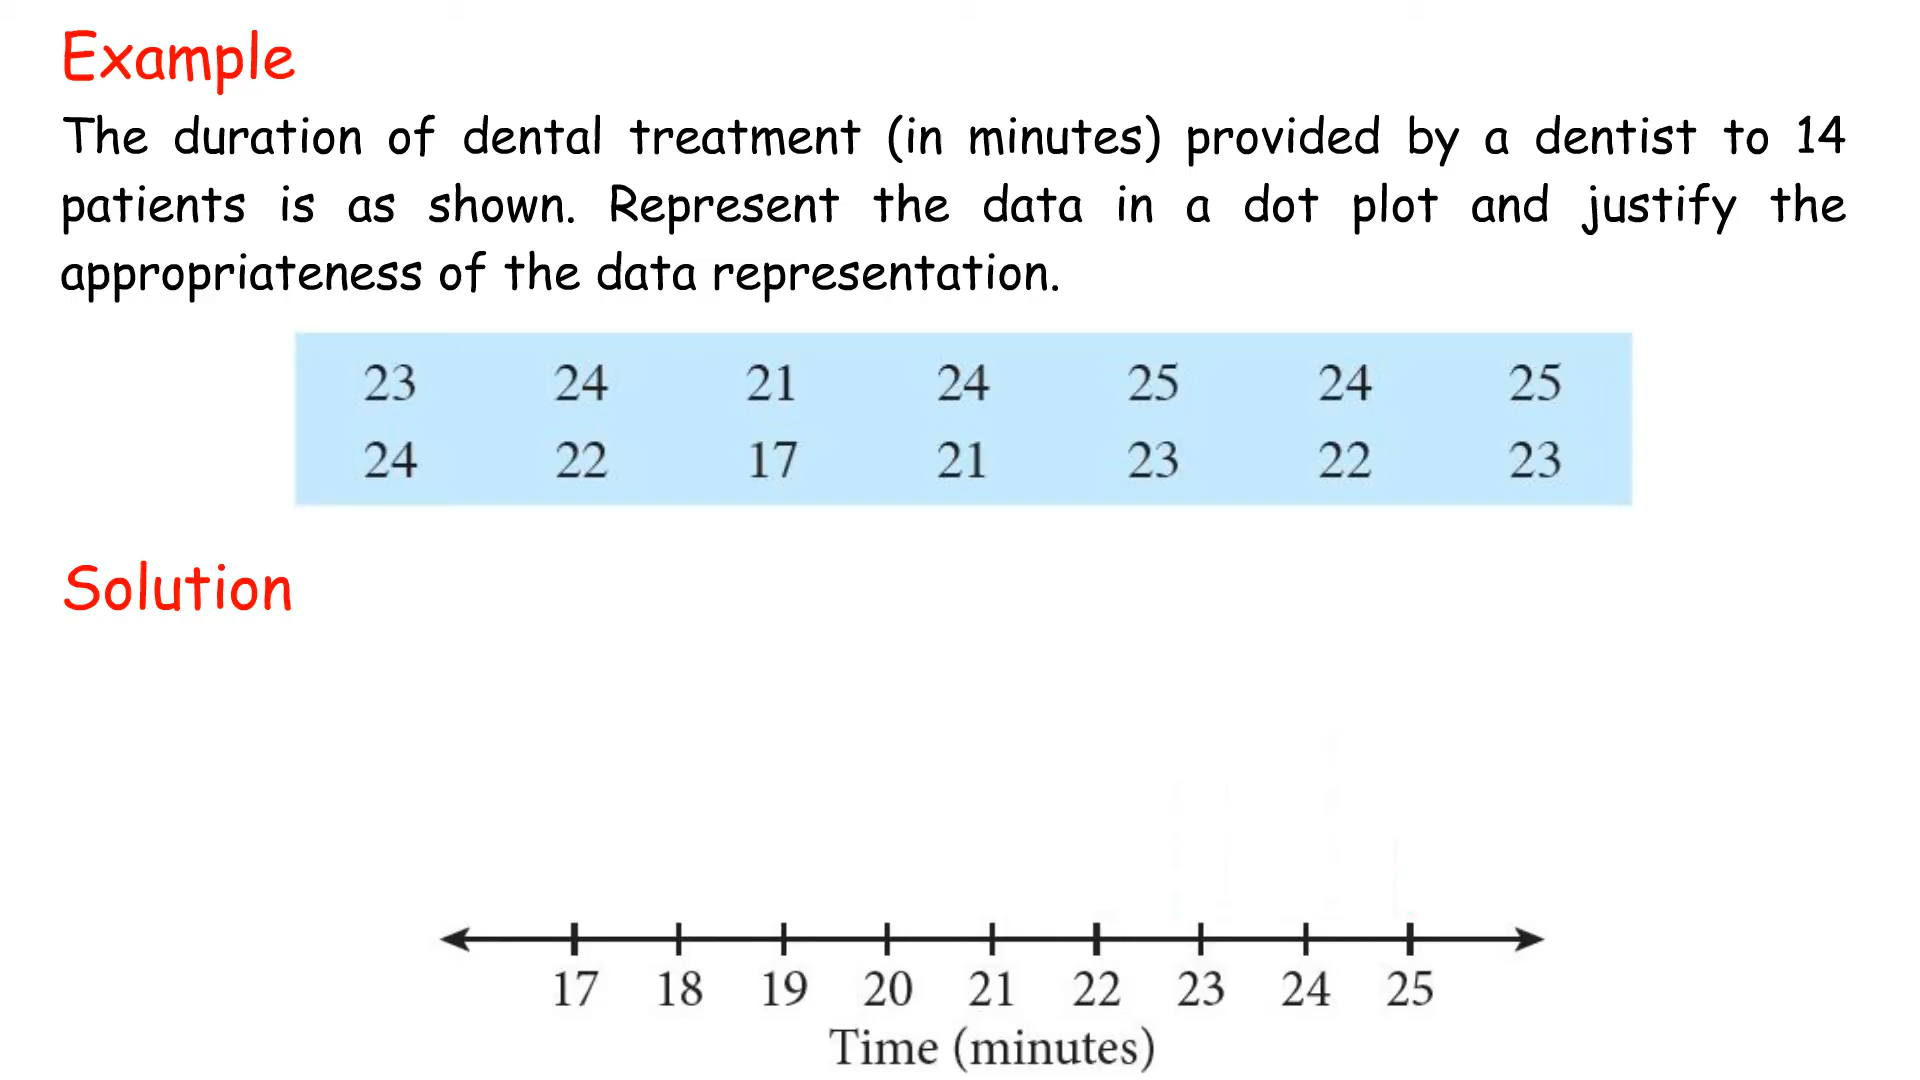 Example
The duration of dental treatment (in minutes) provided by a dentist to 14
patients is as shown. Represent the data in a dot plot and justify the
appropriateness of the data representation.
23 24 21 24 25 24 25
24 22 17 21 23 22 23
Solution
17 18 19 20 21 22 23 24 25
Time (minutes)